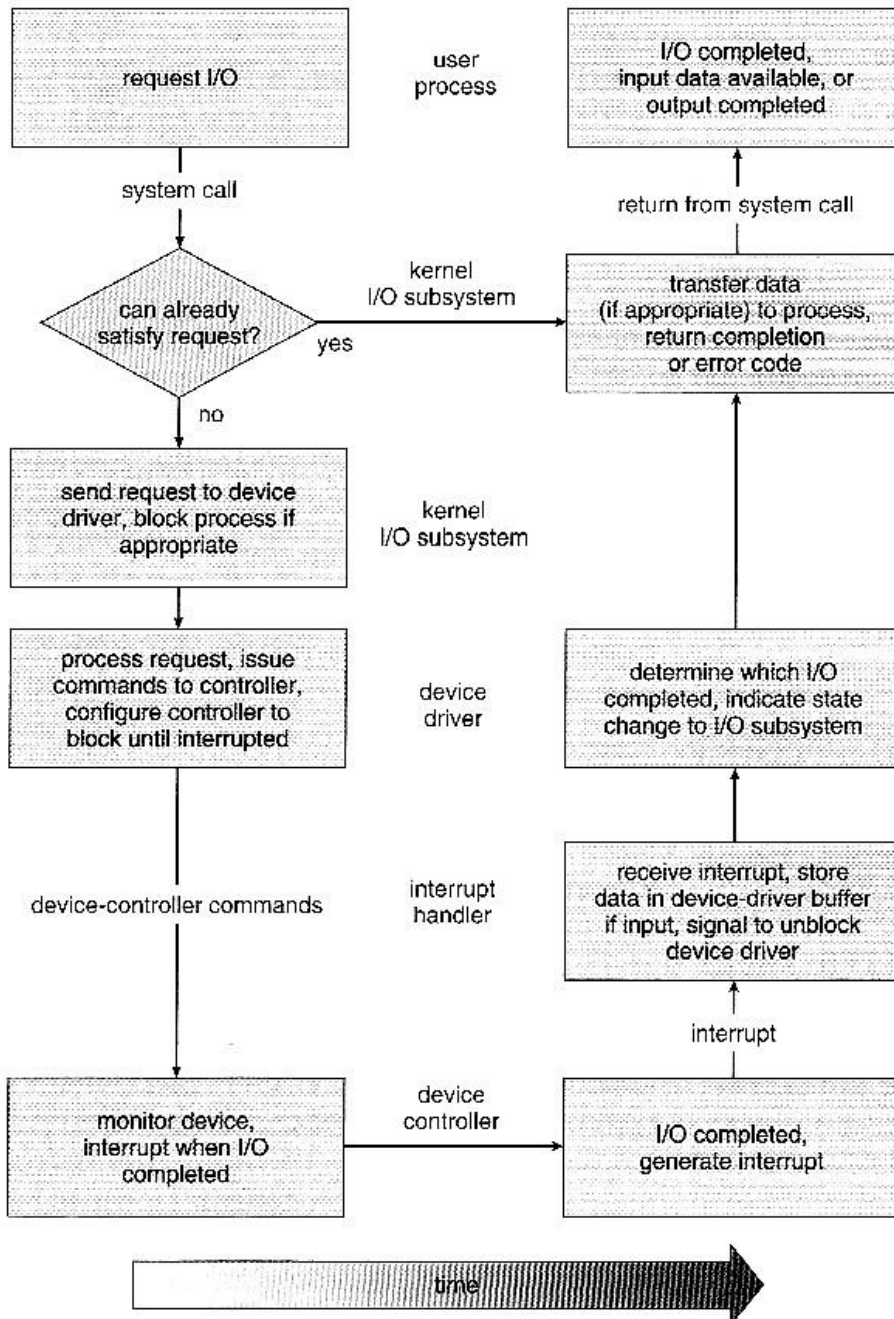 request I/O
user
process
I/O completed,
input data available, or
output completed
system call
return from system call
can already
satisfy request?
kernel
I/O subsystem
yes
transfer data
(if appropriate) to process,
return completion
or error code
no
send request to device
driver, block process if
appropriate
kernel
I/O subsystem
process request, issue
commands to controller,
configure controller to
block until interrupted
device
driver
determine which I/O
completed, indicate state
change to I/O subsystem
device-controller commands
interrupt
handler
receive interrupt, store
data in device-driver buffer
if input, signal to unblock
device driver
interrupt
monitor device,
interrupt when I/O
completed
device
controller
I/O completed,
generate interrupt
time